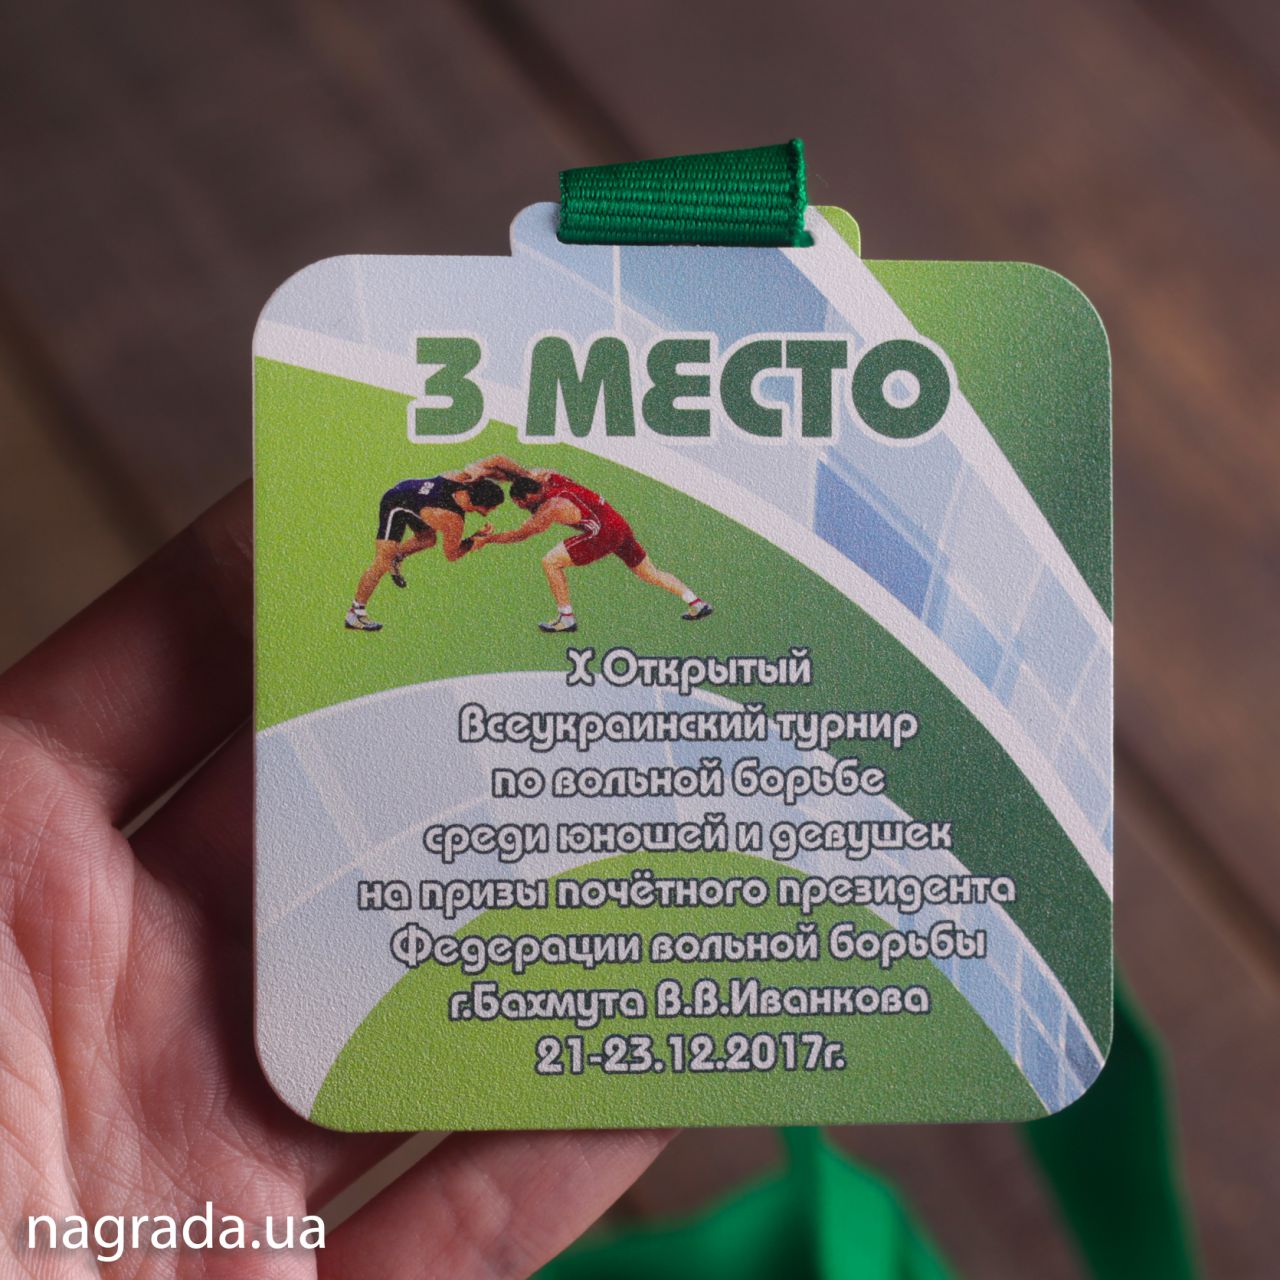 3 МЕСТО
X Открытый
Всеукраинский турнир
по вольной борьбе
среди юношей и девушек
на призы почётного президента
Федерации вольной борьбы
г.Бахмута В.В.Иванкова
21-23.12.2017г.
nagrada.ua